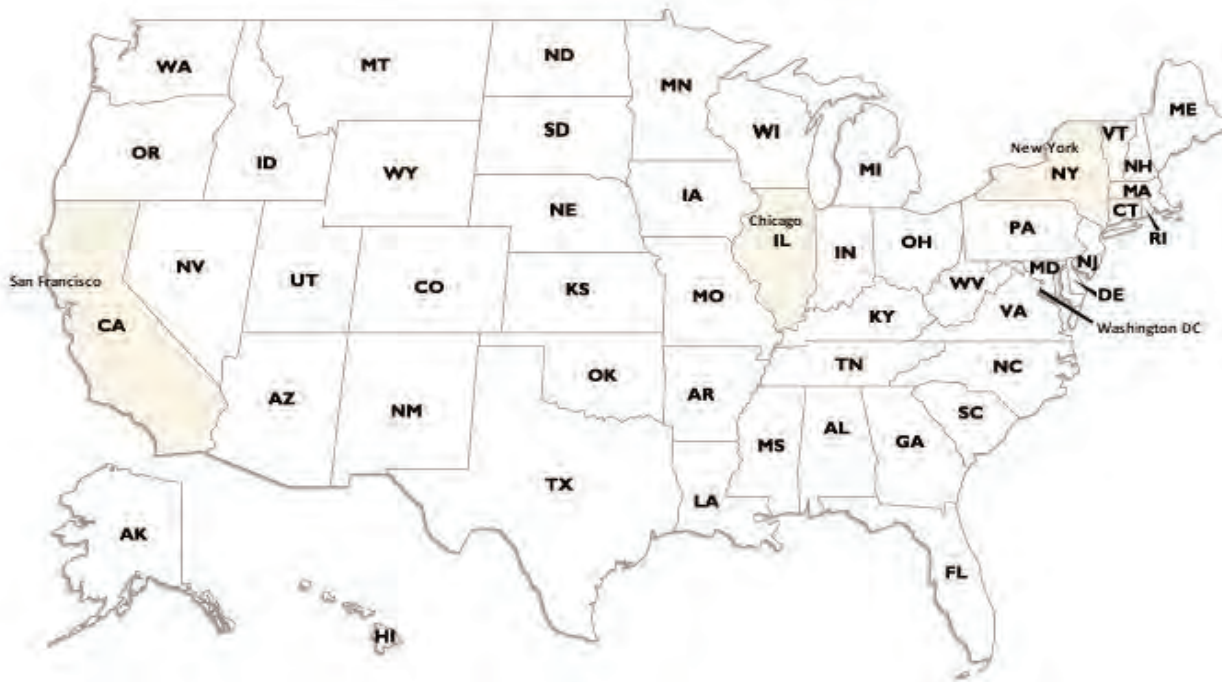 WA
MT
ND
MN
ME
OR
ID
SD
WI
VT
New York
NH
WY
MI
NY
MA
IA
NE
Chicago
CT
IL
PA
RI
NV
UT
CO
KS
MO
IN
OH
NJ
MD
WV
DE
San Francisco
CA
KY
VA
Washington DC
AZ
NM
OK
AR
TN
NC
SC
MS
AL
GA
TX
LA
AK
FL
HI